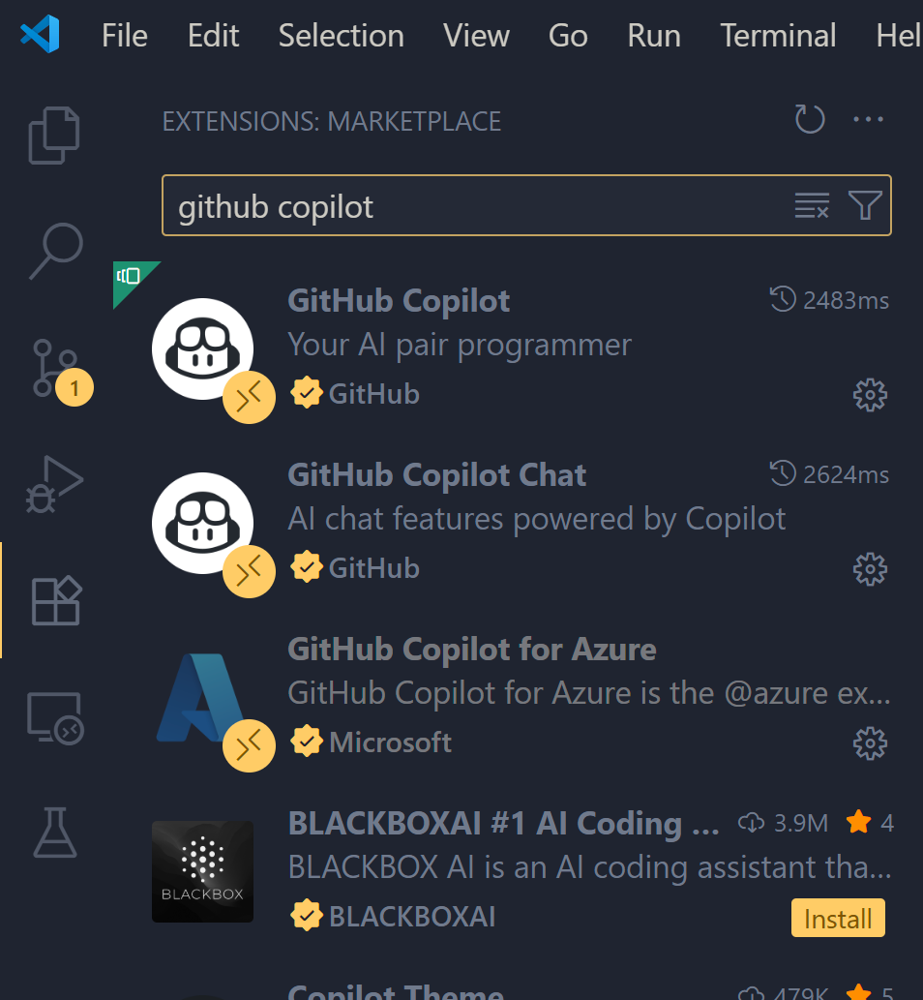 File Edit Selection View Go Run Terminal Hel
EXTENSIONS: MARKETPLACE
github copilot
GitHub Copilot 2483ms
Your AI pair programmer
GitHub
1
GitHub Copilot Chat 2624ms
AI chat features powered by Copilot
GitHub
GitHub Copilot for Azure
GitHub Copilot for Azure is the @azure ex...
Microsoft
BLACKBOXAI #1 AI Coding ... 3.9M 4
BLACKBOX AI is an AI coding assistant tha...
BLACKBOX
BLACKBOXAI Install
Copilot Theme 479K 5